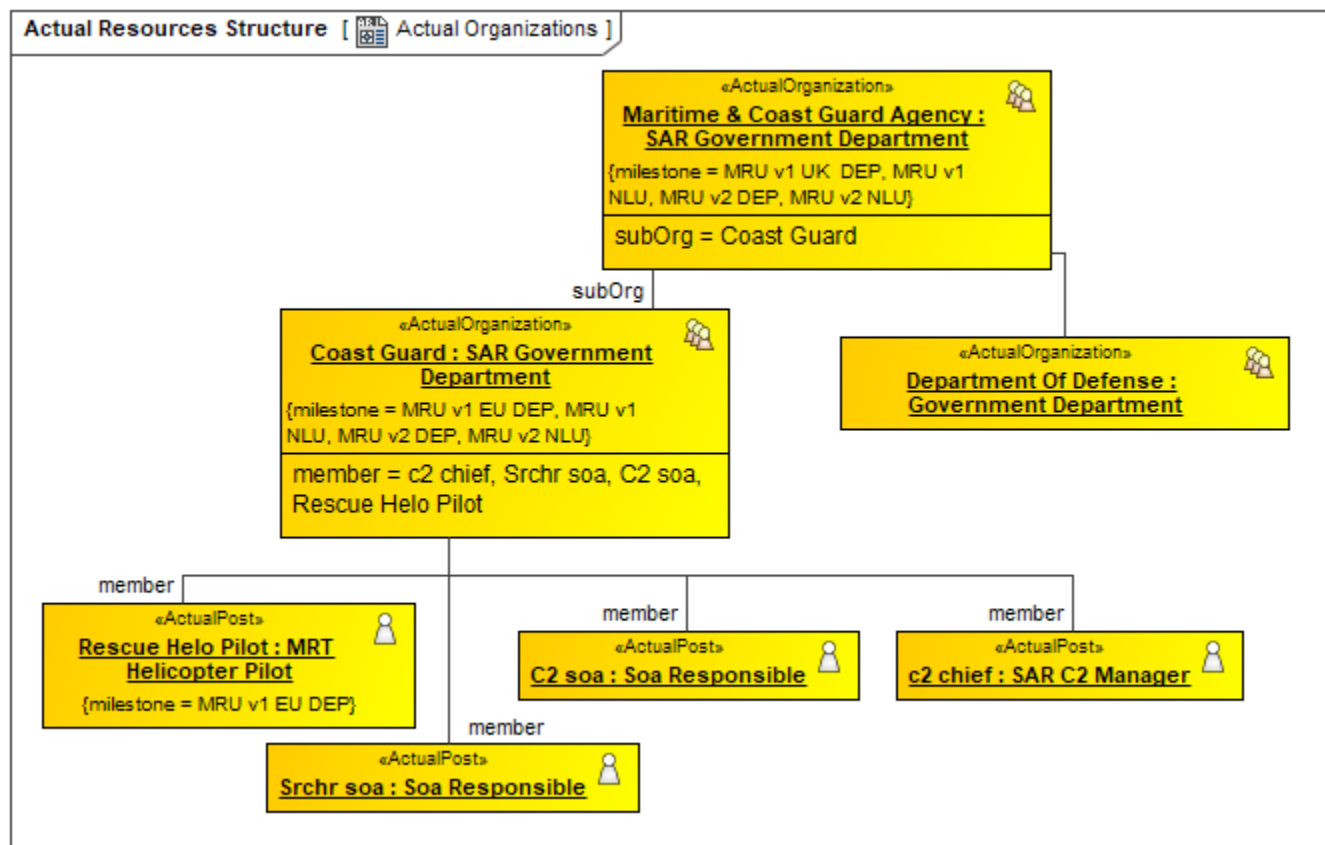 Actual Resources Structure [ Actual Organizations ]
«ActualOrganization»
Maritime & Coast Guard Agency :
SAR Government Department
{milestone = MRU v1 UK  DEP, MRU v1
NLU, MRU v2 DEP, MRU v2 NLU}
subOrg = Coast Guard
subOrg
«ActualOrganization»
Coast Guard : SAR Government
Department
{milestone = MRU v1 EU DEP, MRU v1
NLU, MRU v2 DEP, MRU v2 NLU}
member = c2 chief, Srchr soa, C2 soa,
Rescue Helo Pilot
«ActualOrganization»
Department Of Defense :
Government Department
member
«ActualPost»
Rescue Helo Pilot : MRT
Helicopter Pilot
{milestone = MRU v1 EU DEP}
member
«ActualPost»
C2 soa : Soa Responsible
member
«ActualPost»
c2 chief : SAR C2 Manager
member
«ActualPost»
Srchr soa : Soa Responsible